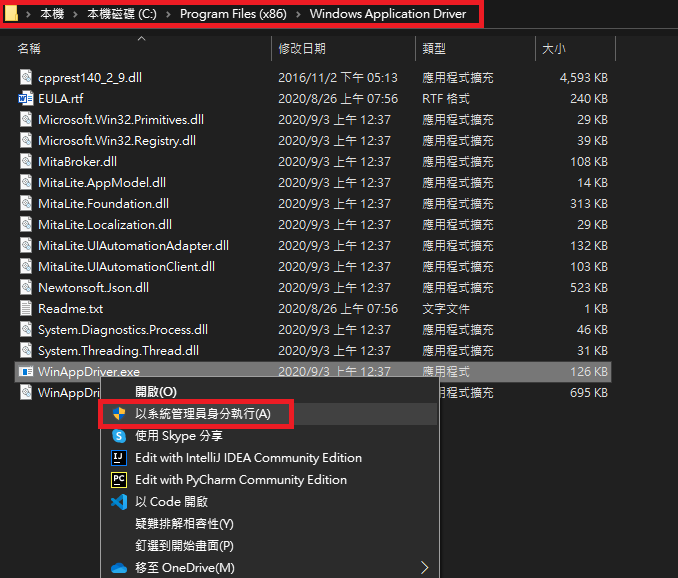 本機 > 本機磁碟 (C:) > Program Files (x86) > Windows Application Driver
名稱 修改日期 類型 大小
cpprest140_2_9.dll 2016/11/2 下午 05:13 應用程式擴充 4,593 KB
EULA.rtf 2020/8/26 上午 07:56 RTF 格式 240 KB
Microsoft.Win32.Primitives.dll 2020/9/3 上午 12:37 應用程式擴充 29 KB
Microsoft.Win32.Registry.dll 2020/9/3 上午 12:37 應用程式擴充 39 KB
MitaBroker.dll 2020/9/3 上午 12:37 應用程式擴充 108 KB
MitaLite.AppModel.dll 2020/9/3 上午 12:37 應用程式擴充 14 KB
MitaLite.Foundation.dll 2020/9/3 上午 12:37 應用程式擴充 313 KB
MitaLite.Localization.dll 2020/9/3 上午 12:37 應用程式擴充 29 KB
MitaLite.UIAutomationAdapter.dll 2020/9/3 上午 12:37 應用程式擴充 132 KB
MitaLite.UIAutomationClient.dll 2020/9/3 上午 12:37 應用程式擴充 103 KB
Newtonsoft.Json.dll 2020/9/3 上午 12:37 應用程式擴充 523 KB
Readme.txt 2020/8/26 上午 07:56 文字文件 1 KB
System.Diagnostics.Process.dll 2020/9/3 上午 12:37 應用程式擴充 46 KB
System.Threading.Thread.dll 2020/9/3 上午 12:37 應用程式擴充 31 KB
WinAppDriver.exe 2020/9/3 上午 12:37 應用程式 126 KB
WinAppDri 用程式擴充 695 KB
開啟(O)
以系統管理員身分執行(A)
使用 Skype 分享
Edit with IntelliJ IDEA Community Edition
Edit with PyCharm Community Edition
以 Code 開啟
疑難排解相容性(Y)
釘選到開始畫面(P)
移至 OneDrive(M)